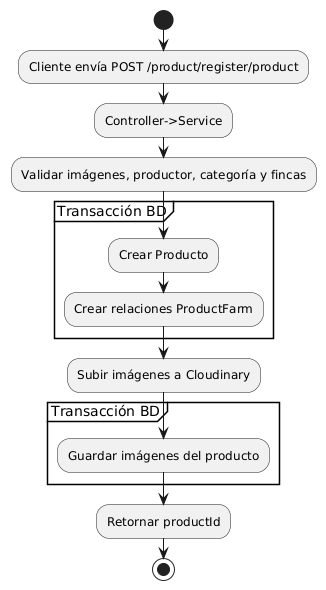 Cliente envía POST /product/register/product
Controller->Service
Validar imágenes, productor, categoría y fincas
Transacción BD
Crear Producto
Crear relaciones ProductFarm
Subir imágenes a Cloudinary
Transacción BD
Guardar imágenes del producto
Retornar productId